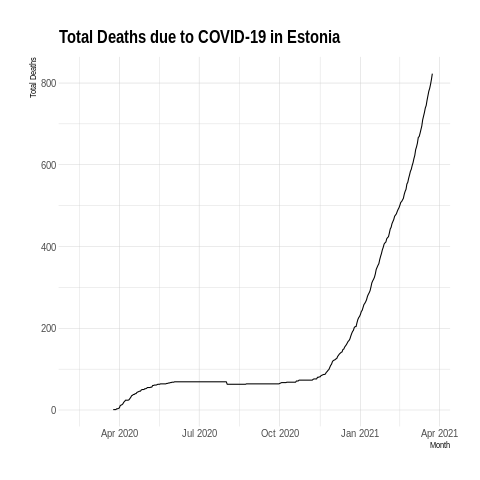 Total Deaths due to COVID-19 in Estonia
Total Deaths
800
600
400
200
0
Apr 2020 Jul 2020 Oct 2020 Jan 2021 Apr 2021
Month